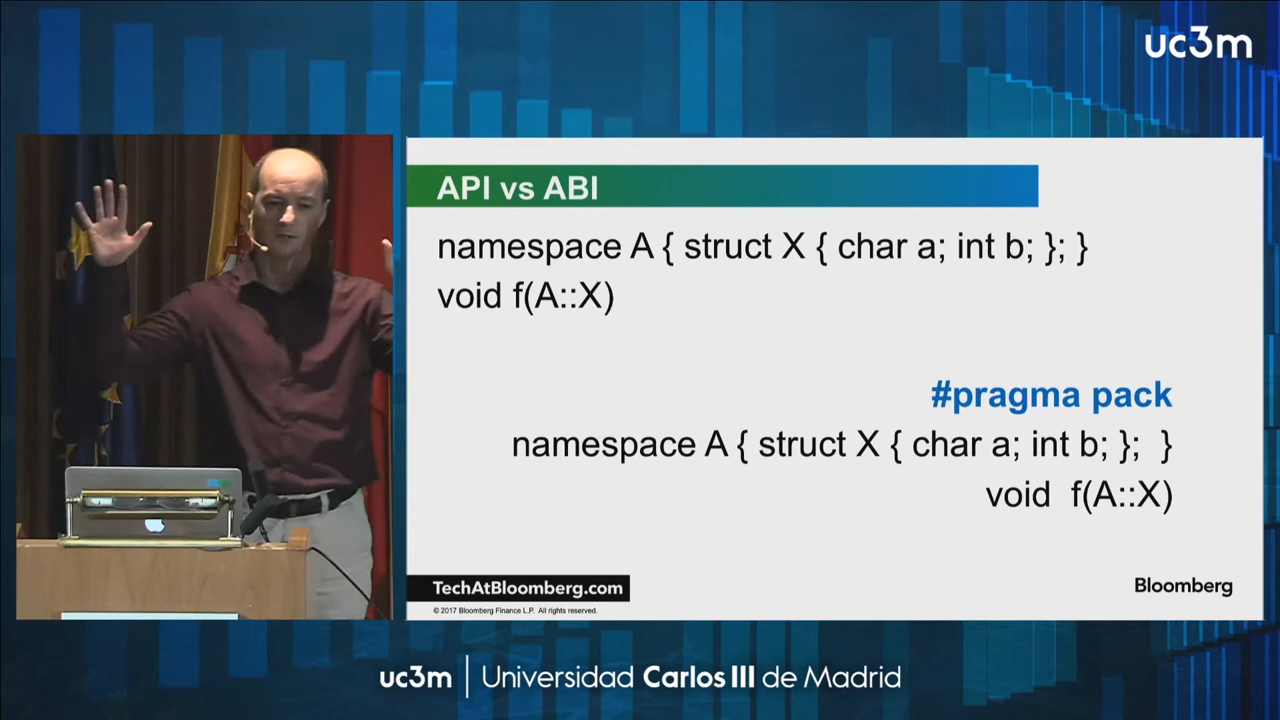 uc3m
API vs ABI
namespace A { struct X { char a; int b; }; }
void f(A::X)
#pragma pack
namespace A { struct X { char a; int b; };  }
void  f(A::X)
TechAtBloomberg.com
Bloomberg
© 2017 Bloomberg Finance L.P. All rights reserved.
uc3m | Universidad Carlos III de Madrid